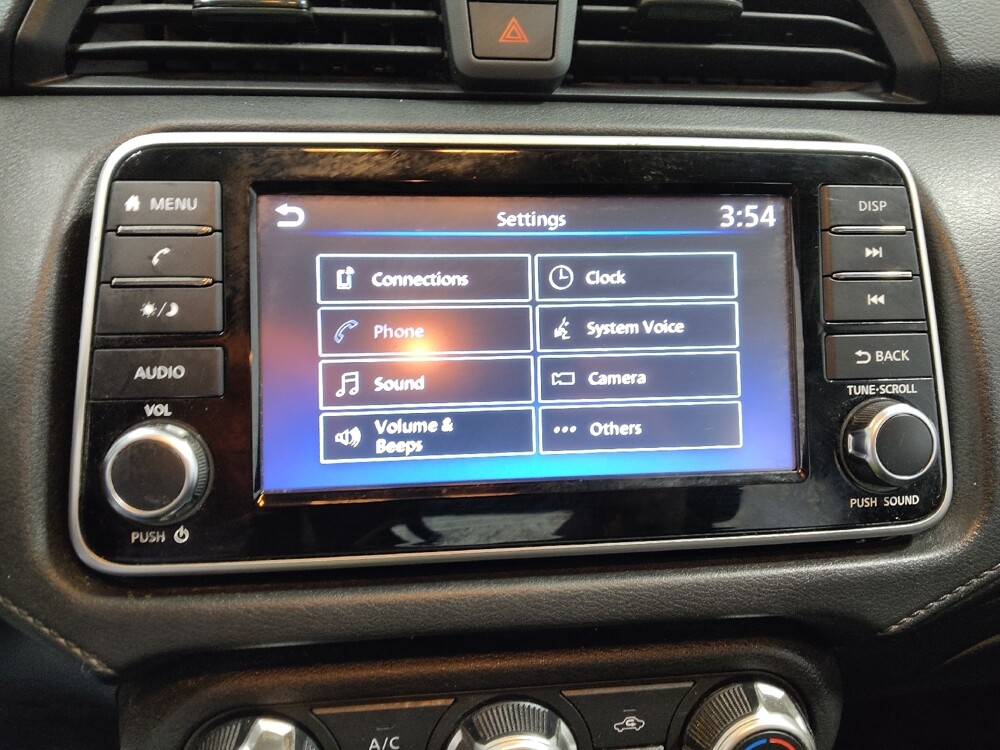 MENU
AUDIO
VOL
PUSH
Settings
3:54
Connections
Clock
Phone
System Voice
Sound
Camera
Volume &
Beeps
Others
DISP
BACK
TUNE·SCROLL
PUSH SOUND
A/C